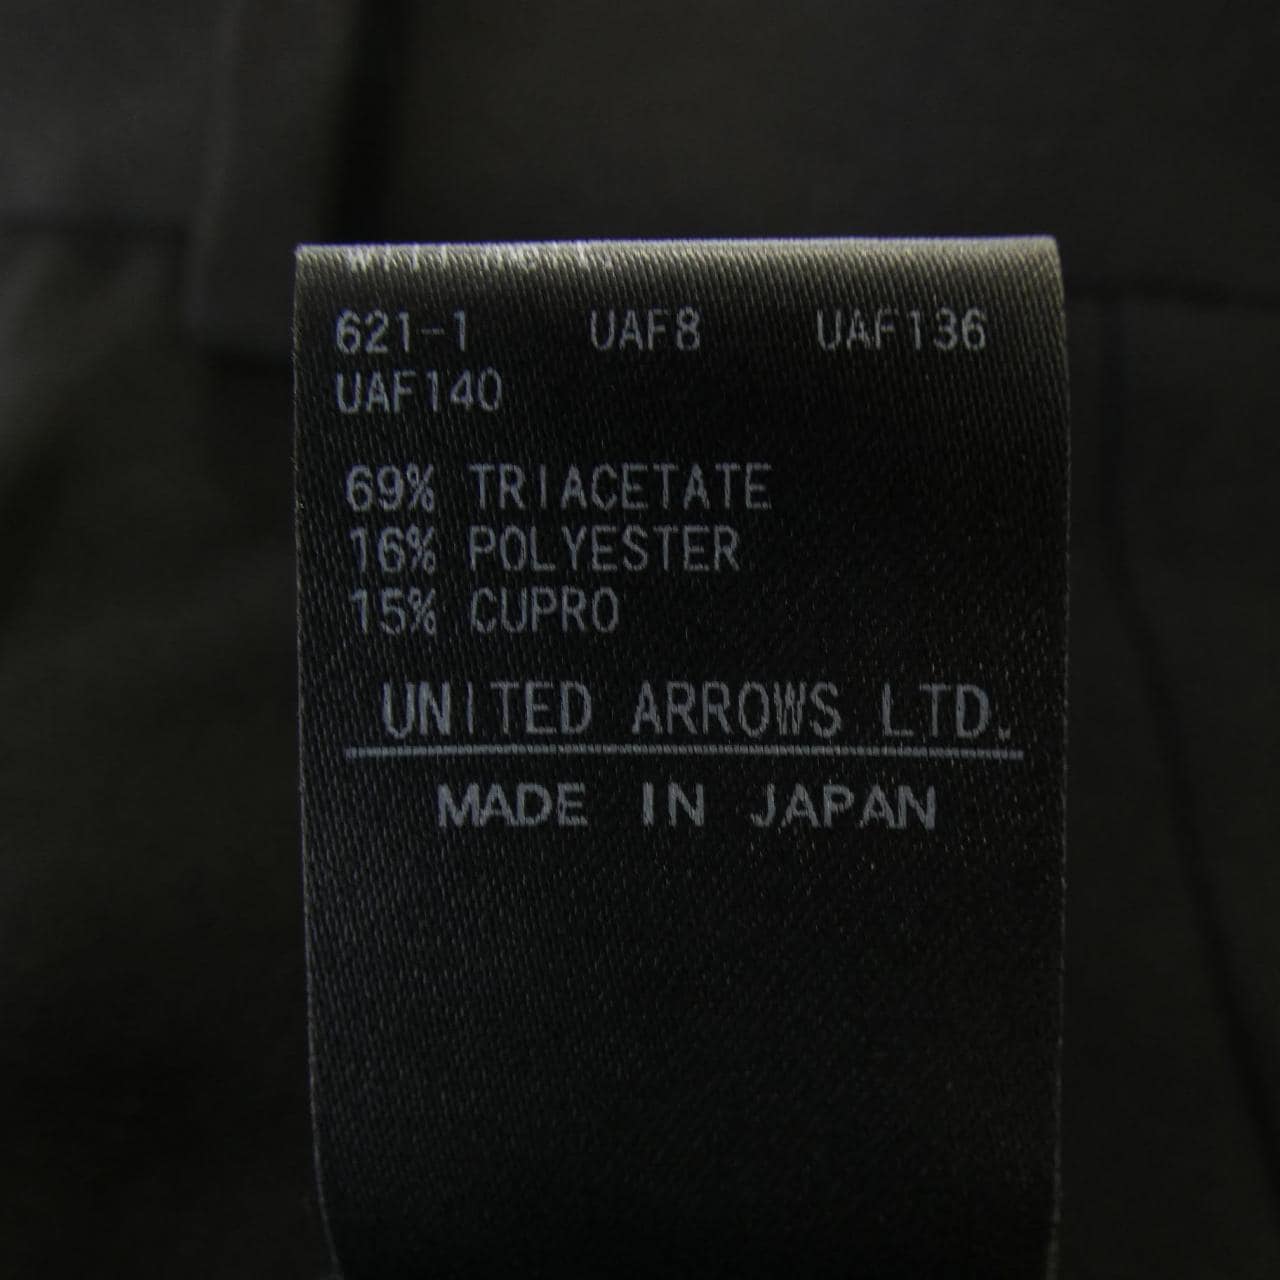 621-1 UAF8 UAF136
UAF140
69% TRIACETATE
16% POLYESTER
15% CUPRO
UNITED ARROWS LTD.
MADE IN JAPAN